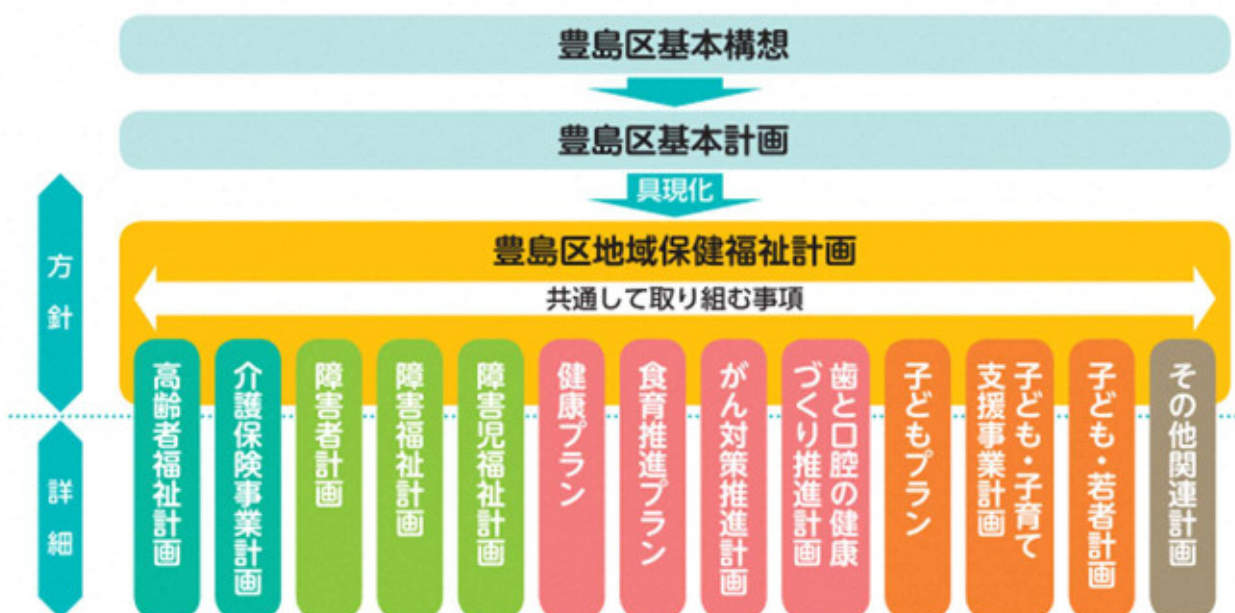 豊島区基本構想
豊島区基本計画
具現化
方針
豊島区地域保健福祉計画
共通して取り組む事項
詳細
高齢者福祉計画
介護保険事業計画
障害者計画
障害福祉計画
障害児福祉計画
健康プラン
食育推進プラン
がん対策推進計画
歯と口腔の健康
づくり推進計画
子どもプラン
子ども・子育て
支援事業計画
子ども・若者計画
その他関連計画